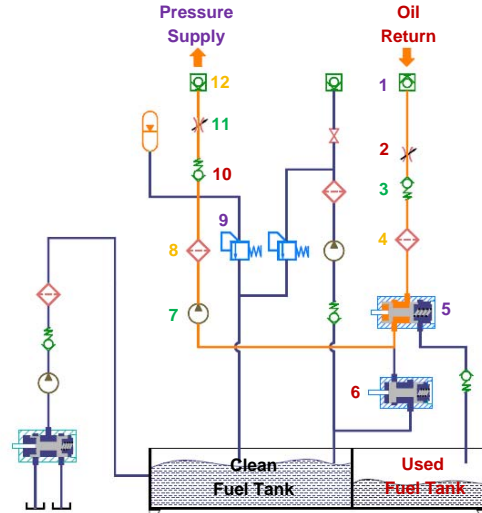 Pressure
Supply
Oil
Return
12
1
11
2
10
3
9
8
4
7
5
6
Clean
Fuel Tank
Used
Fuel Tank